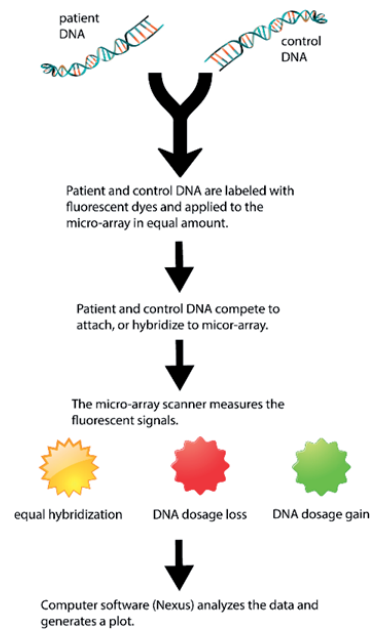 patient
DNA
control
DNA
Patient and control DNA are labeled with
fluorescent dyes and applied to the
micro-array in equal amount.
Patient and control DNA compete to
attach, or hybridize to micor-array.
The micro-array scanner measures the
fluorescent signals.
equal hybridization
DNA dosage loss
DNA dosage gain
Computer software (Nexus) analyzes the data and
generates a plot.